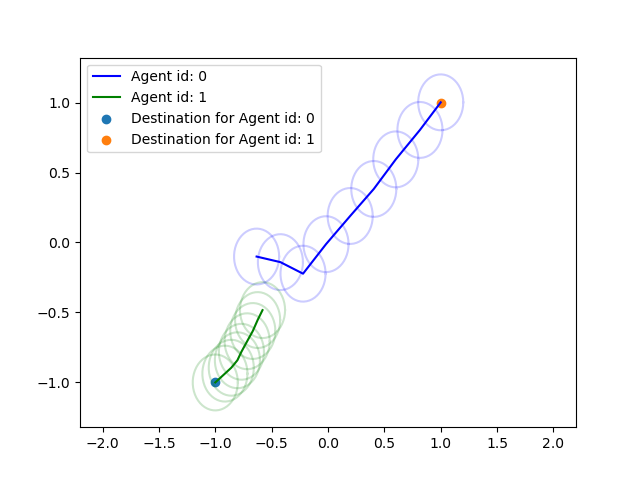 Agent id: 0
Agent id: 1
Destination for Agent id: 0
Destination for Agent id: 1
1.0
0.5
0.0
−0.5
−1.0
−2.0 −1.5 −1.0 −0.5 0.0 0.5 1.0 1.5 2.0